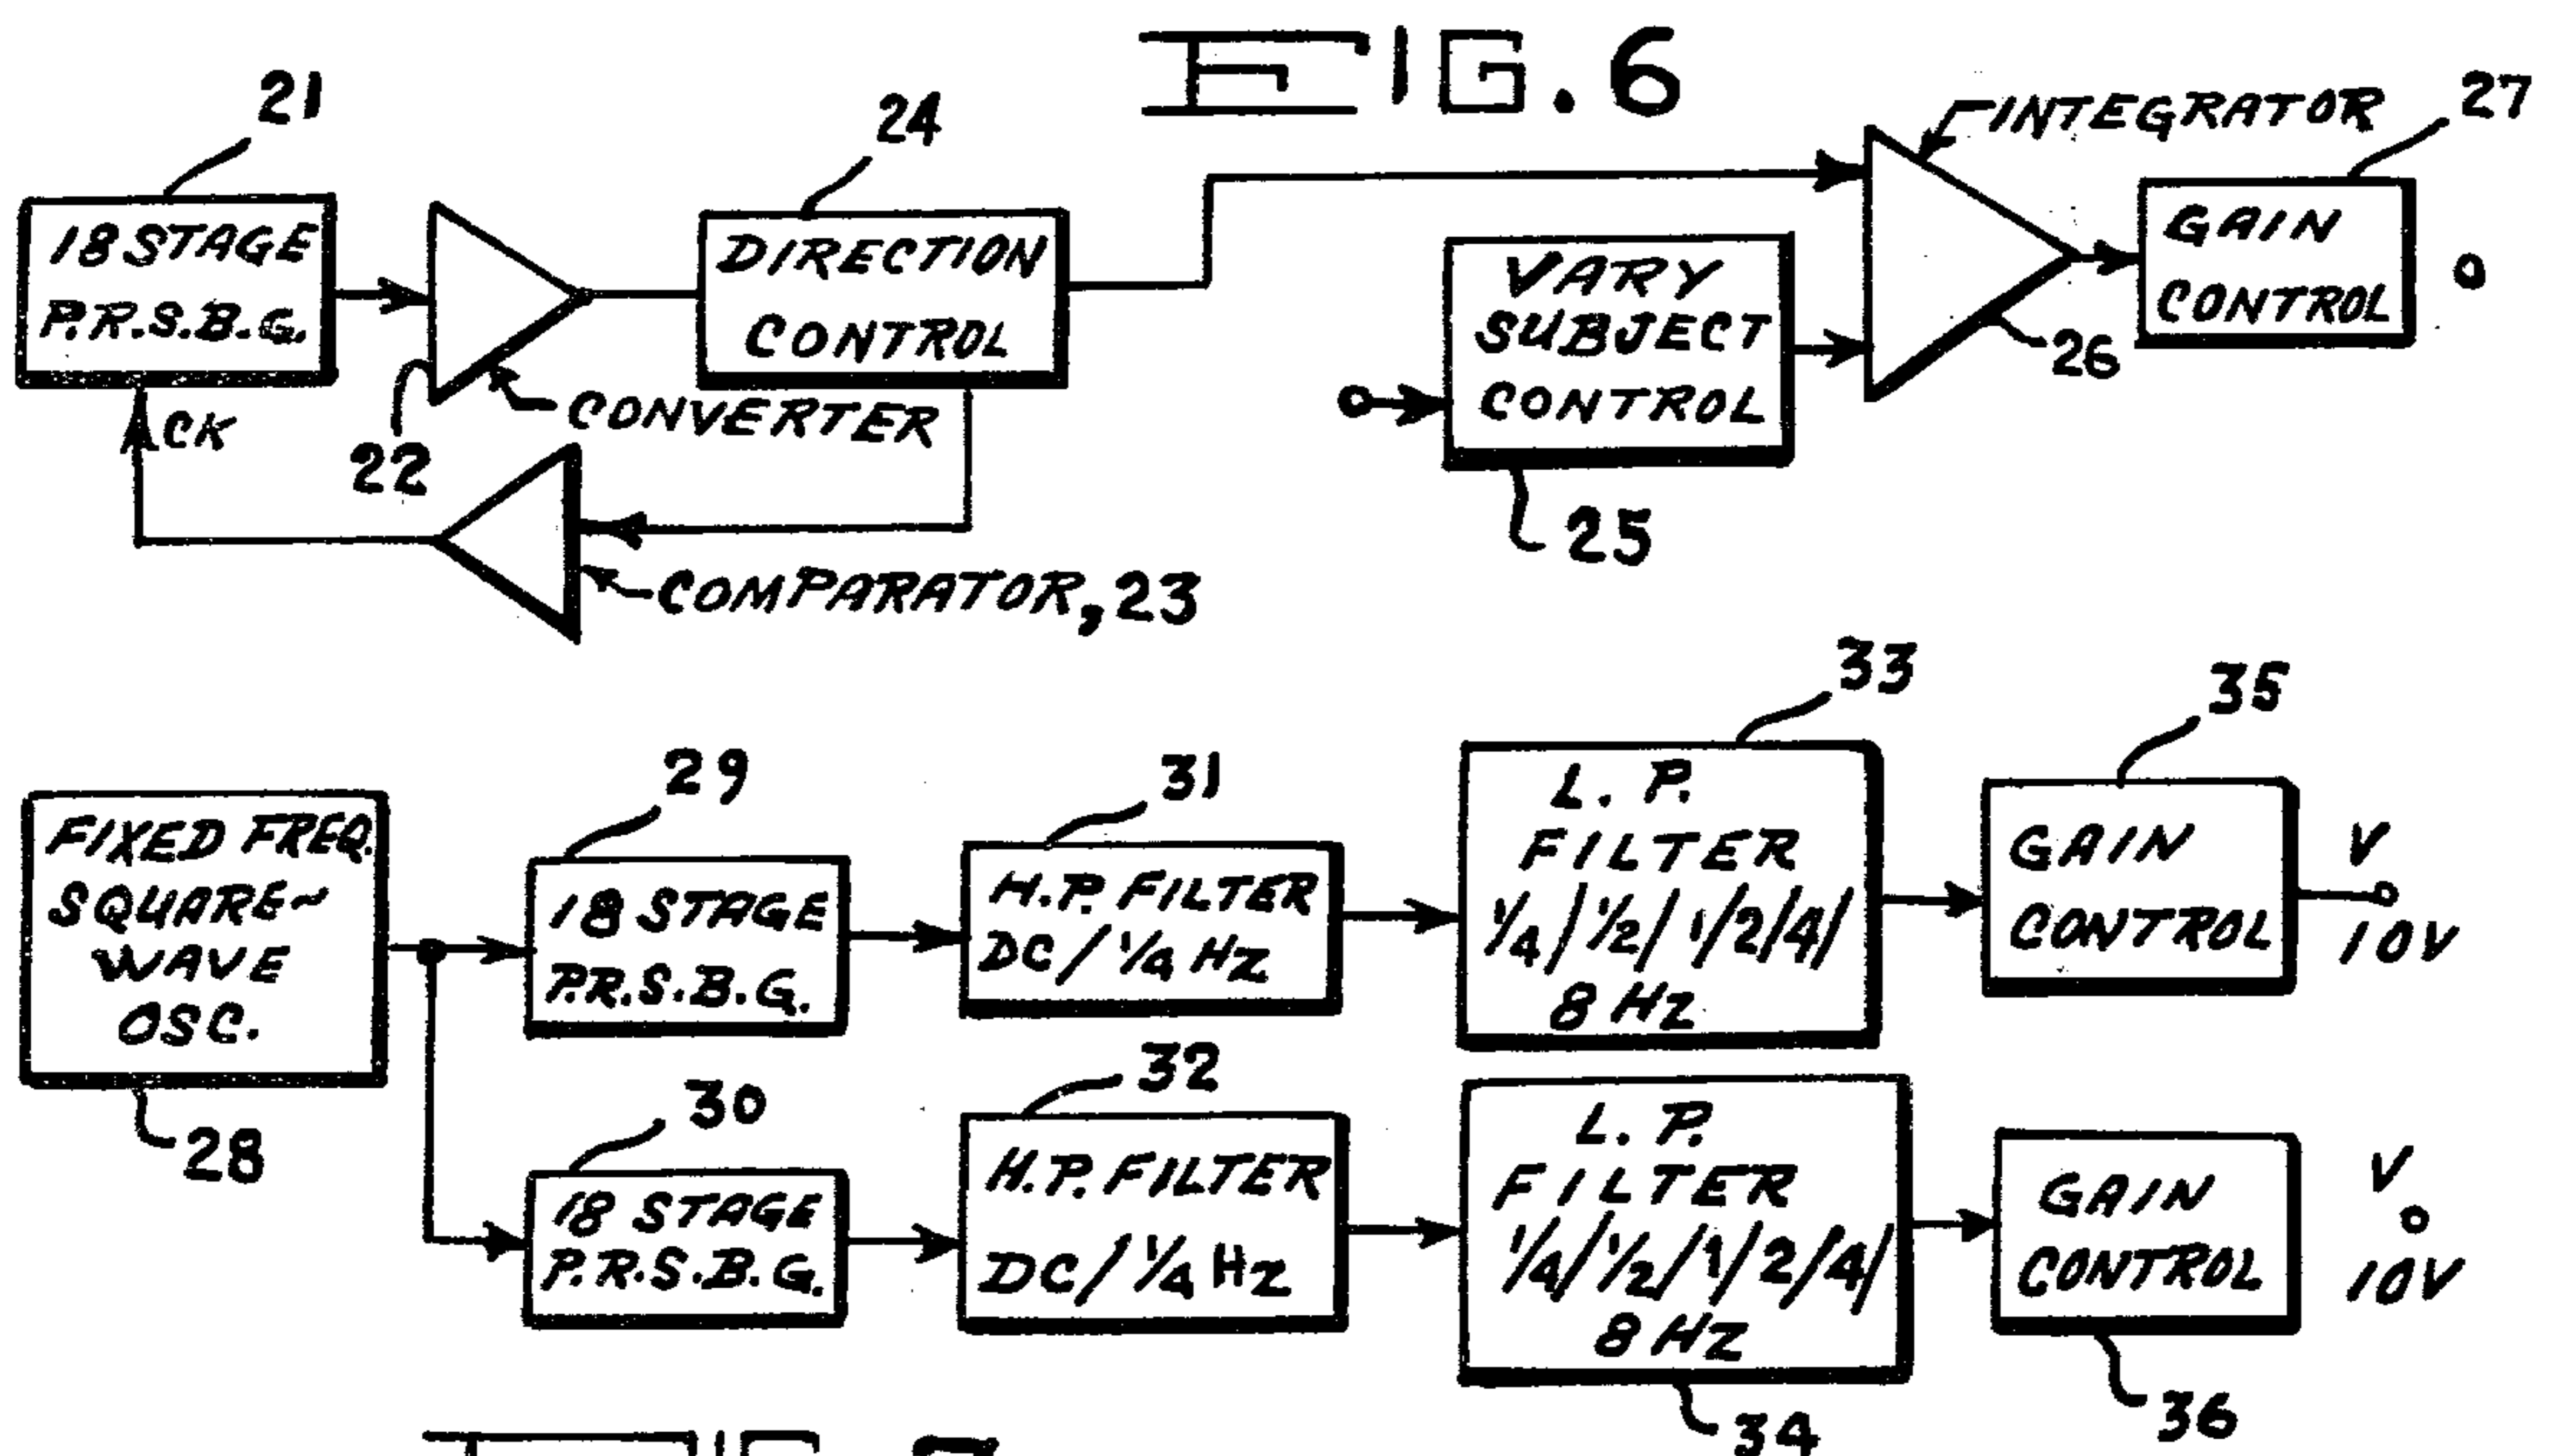 FIG. 6
21
18 STAGE
P.R.S.B.G.
CK
22
CONVERTER
24
DIRECTION
CONTROL
COMPARATOR, 23
VARY
SUBJECT
CONTROL
25
INTEGRATOR
26
27
GAIN
CONTROL
FIXED FREQ.
SQUARE~
WAVE
OSC.
28
29
18 STAGE
P.R.S.B.G.
30
18 STAGE
P.R.S.B.G.
31
H.P. FILTER
DC/¼ HZ
32
H.P. FILTER
DC/¼ HZ
33
L. P.
FILTER
¼/½/1/2/4/
8 HZ
L. P.
FILTER
¼/½/1/2/4/
8 HZ
34
35
GAIN
CONTROL
V
10V
GAIN
CONTROL
36
V
10V